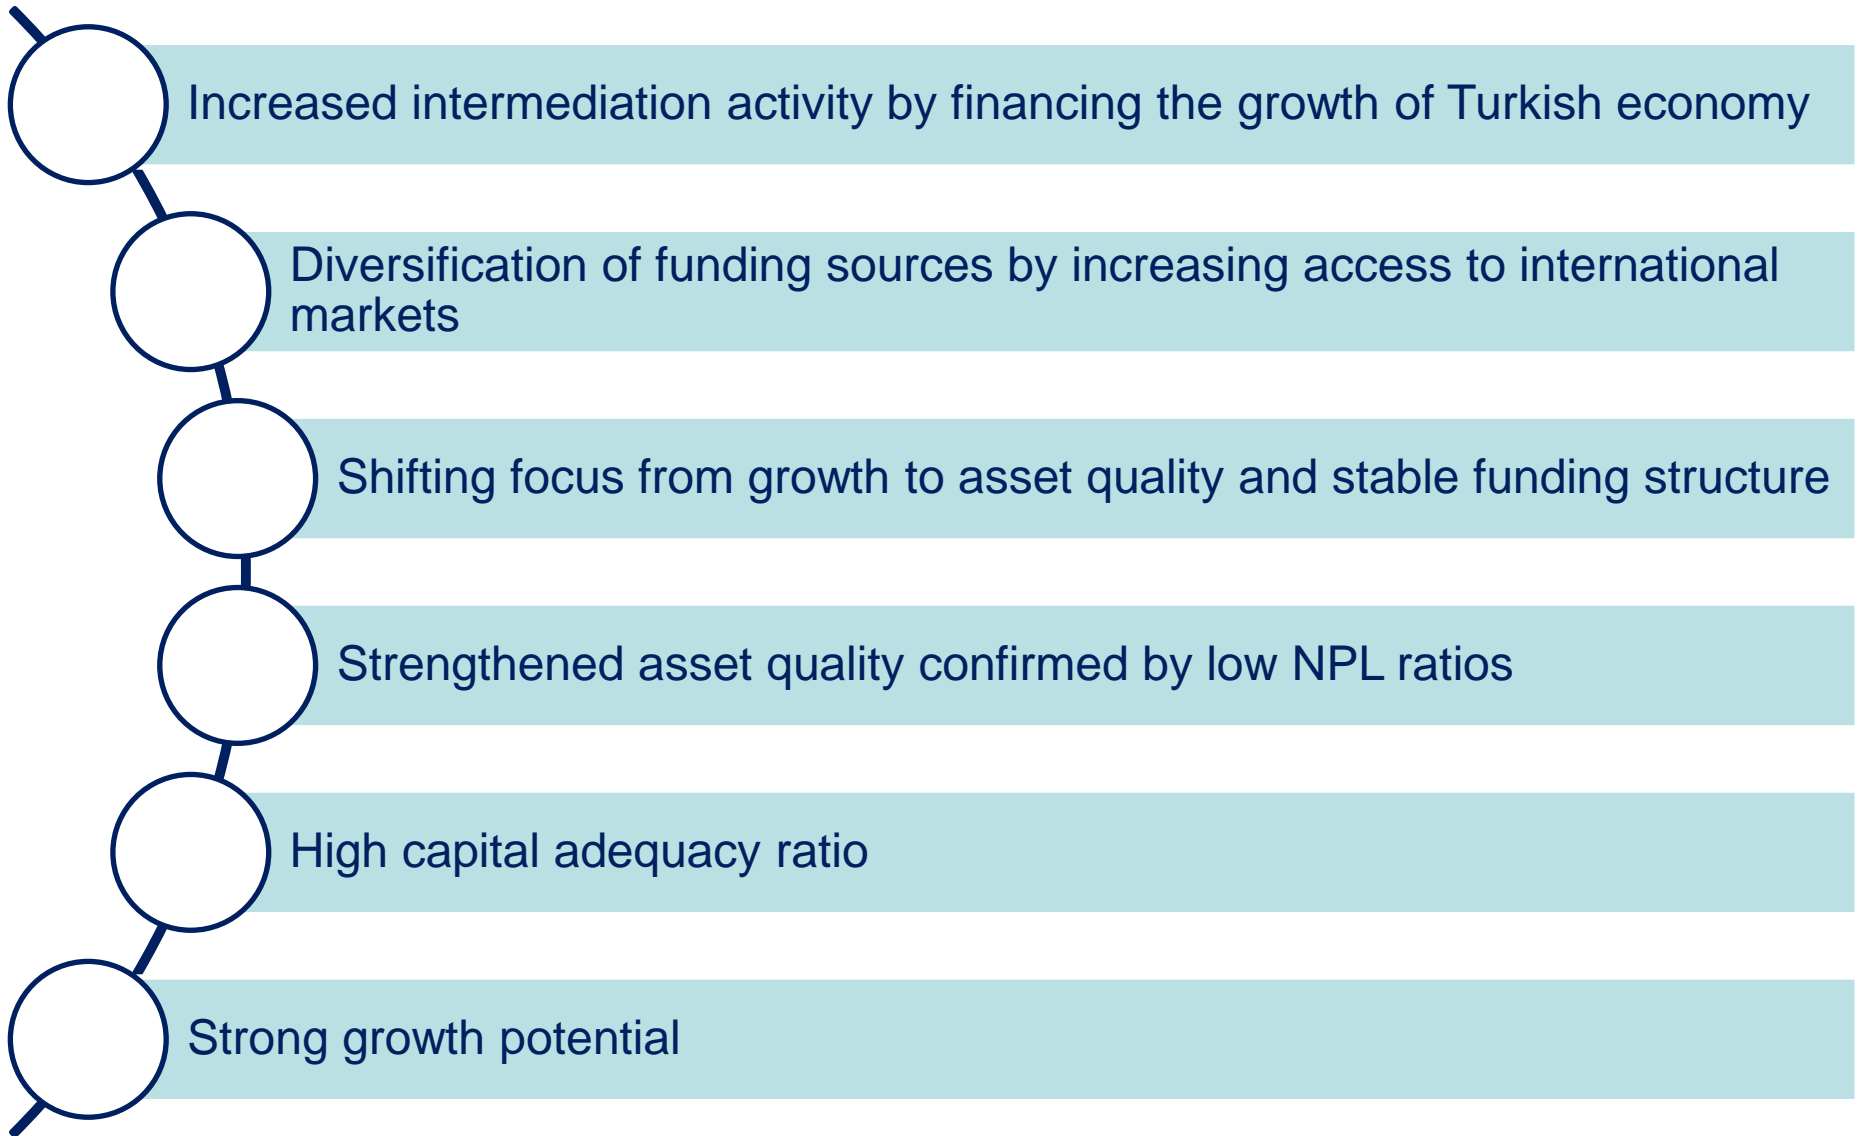 Increased intermediation activity by financing the growth of Turkish economy
Diversification of funding sources by increasing access to international
markets
Shifting focus from growth to asset quality and stable funding structure
Strengthened asset quality confirmed by low NPL ratios
High capital adequacy ratio
Strong growth potential